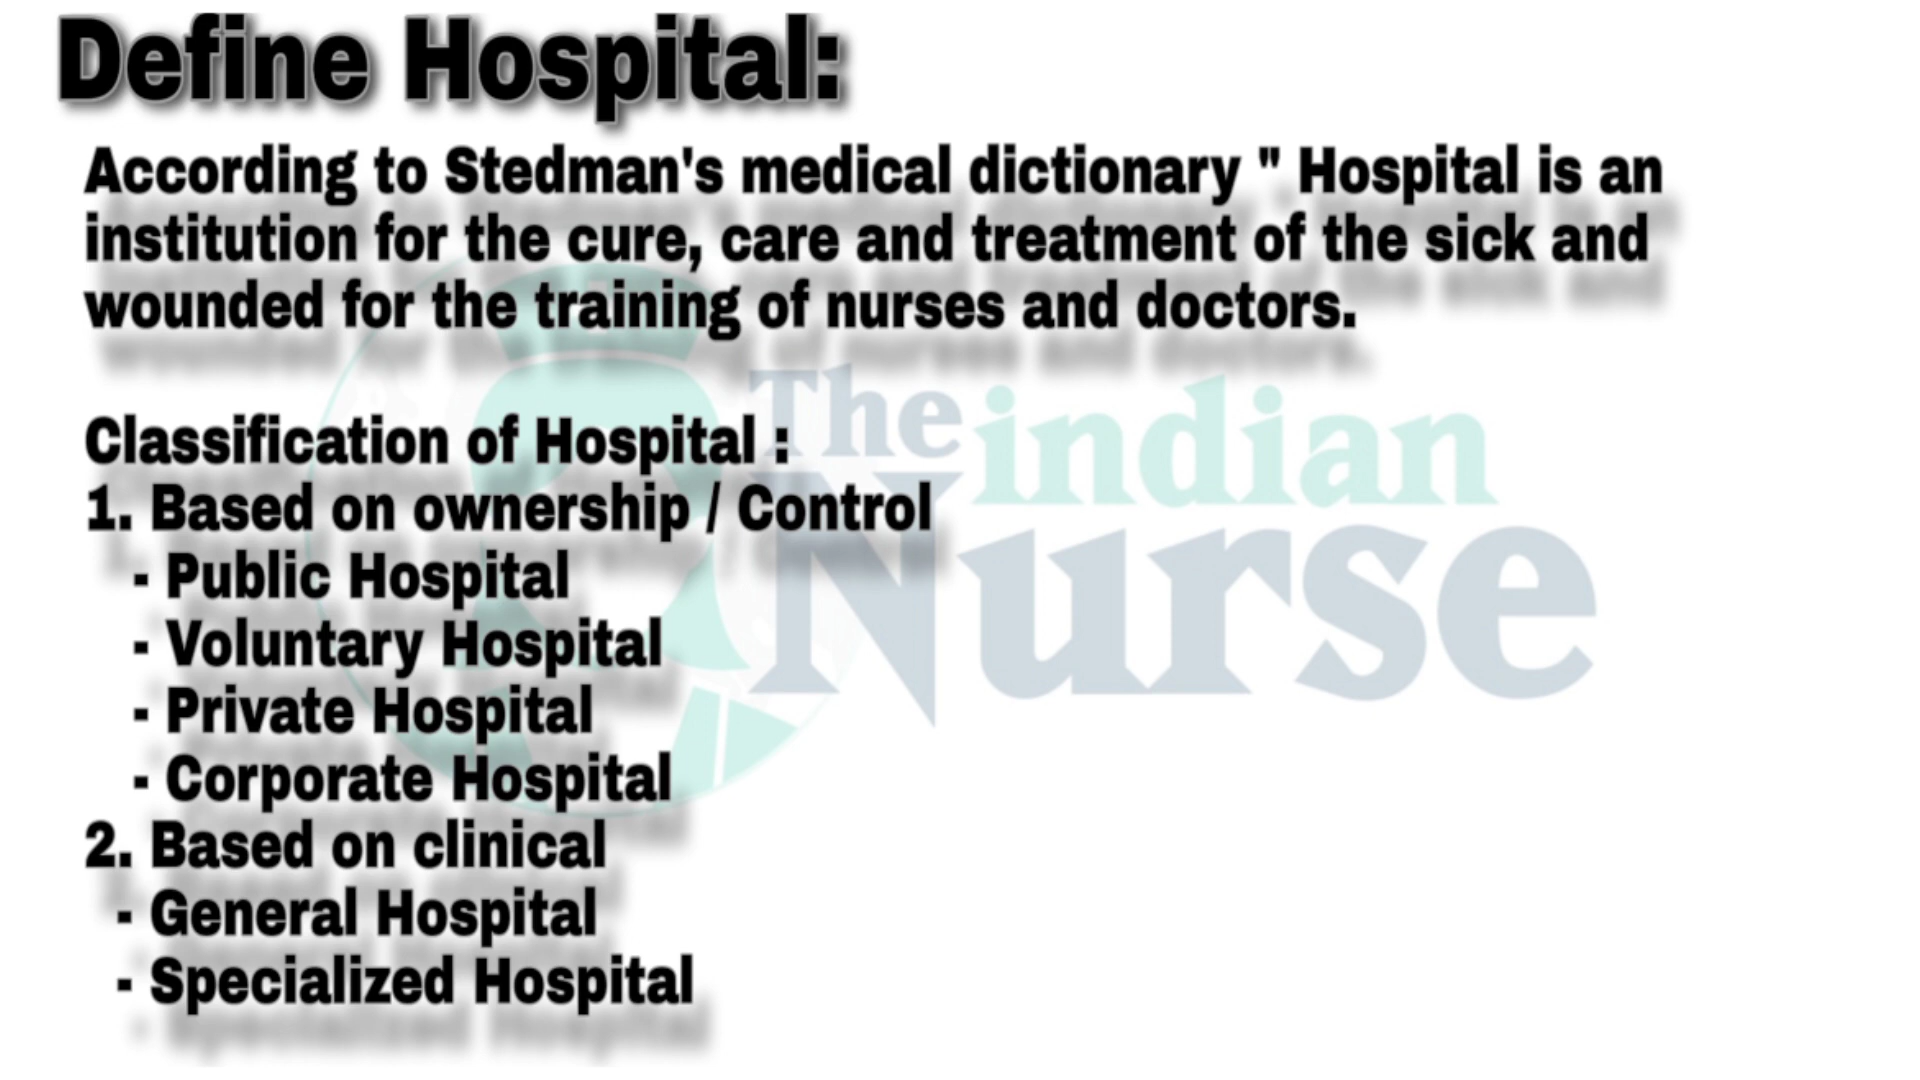 Define Hospital:
According to Stedman's medical dictionary " Hospital is an
institution for the cure, care and treatment of the sick and
wounded for the training of nurses and doctors.
Classification of Hospital :
1. Based on ownership / Control
- Public Hospital
- Voluntary Hospital
- Private Hospital
- Corporate Hospital
2. Based on clinical
- General Hospital
- Specialized Hospital
The indian
Nurse